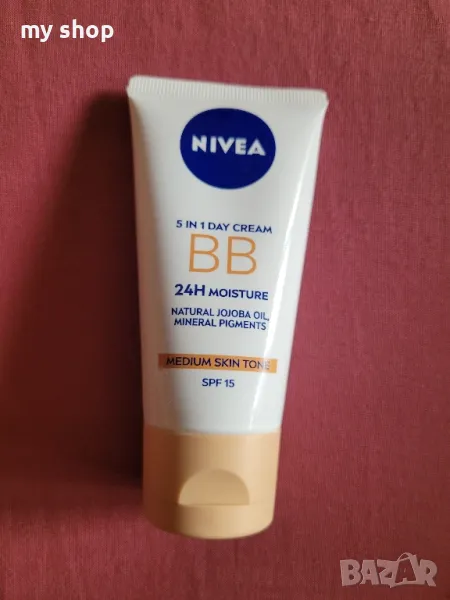 my shop
NIVEA
5 IN 1 DAY CREAM
BB
24H MOISTURE
NATURAL JOJOBA OIL,
MINERAL PIGMENTS
MEDIUM SKIN TONE
SPF 15
BAZAR